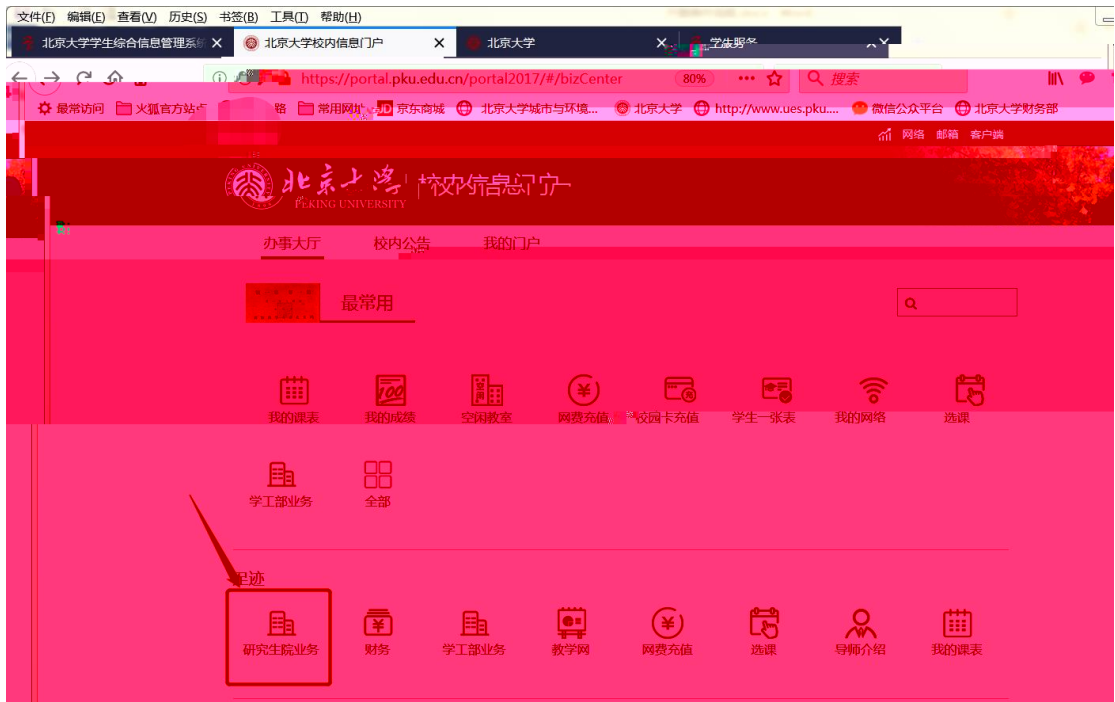 文件(F) 编辑(E) 查看(V) 历史(S) 书签(B) 工具(T) 帮助(H)
北京大学学生综合信息管理系统 × 北京大学校内信息门户 × 北京大学 × 学生服务 ×
https://portal.pku.edu.cn/portal2017/#/bizCenter 80% 搜索
最常访问 火狐官方站点 常用网址 JD 京东商城 北京大学城市与环境... 北京大学 http://www.ues.pku.... 微信公众平台 北京大学财务部
网络 邮箱 客户端
北京大学 校内信息门户
PEKING UNIVERSITY
办事大厅 校内公告 我的门户
最常用
我的课表 我的成绩 空闲教室 网费充值 校园卡充值 学生一张表 我的网络 选课
学工部业务 全部
足迹
研究生院业务 财务 学工部业务 教学网 网费充值 选课 导师介绍 我的课表